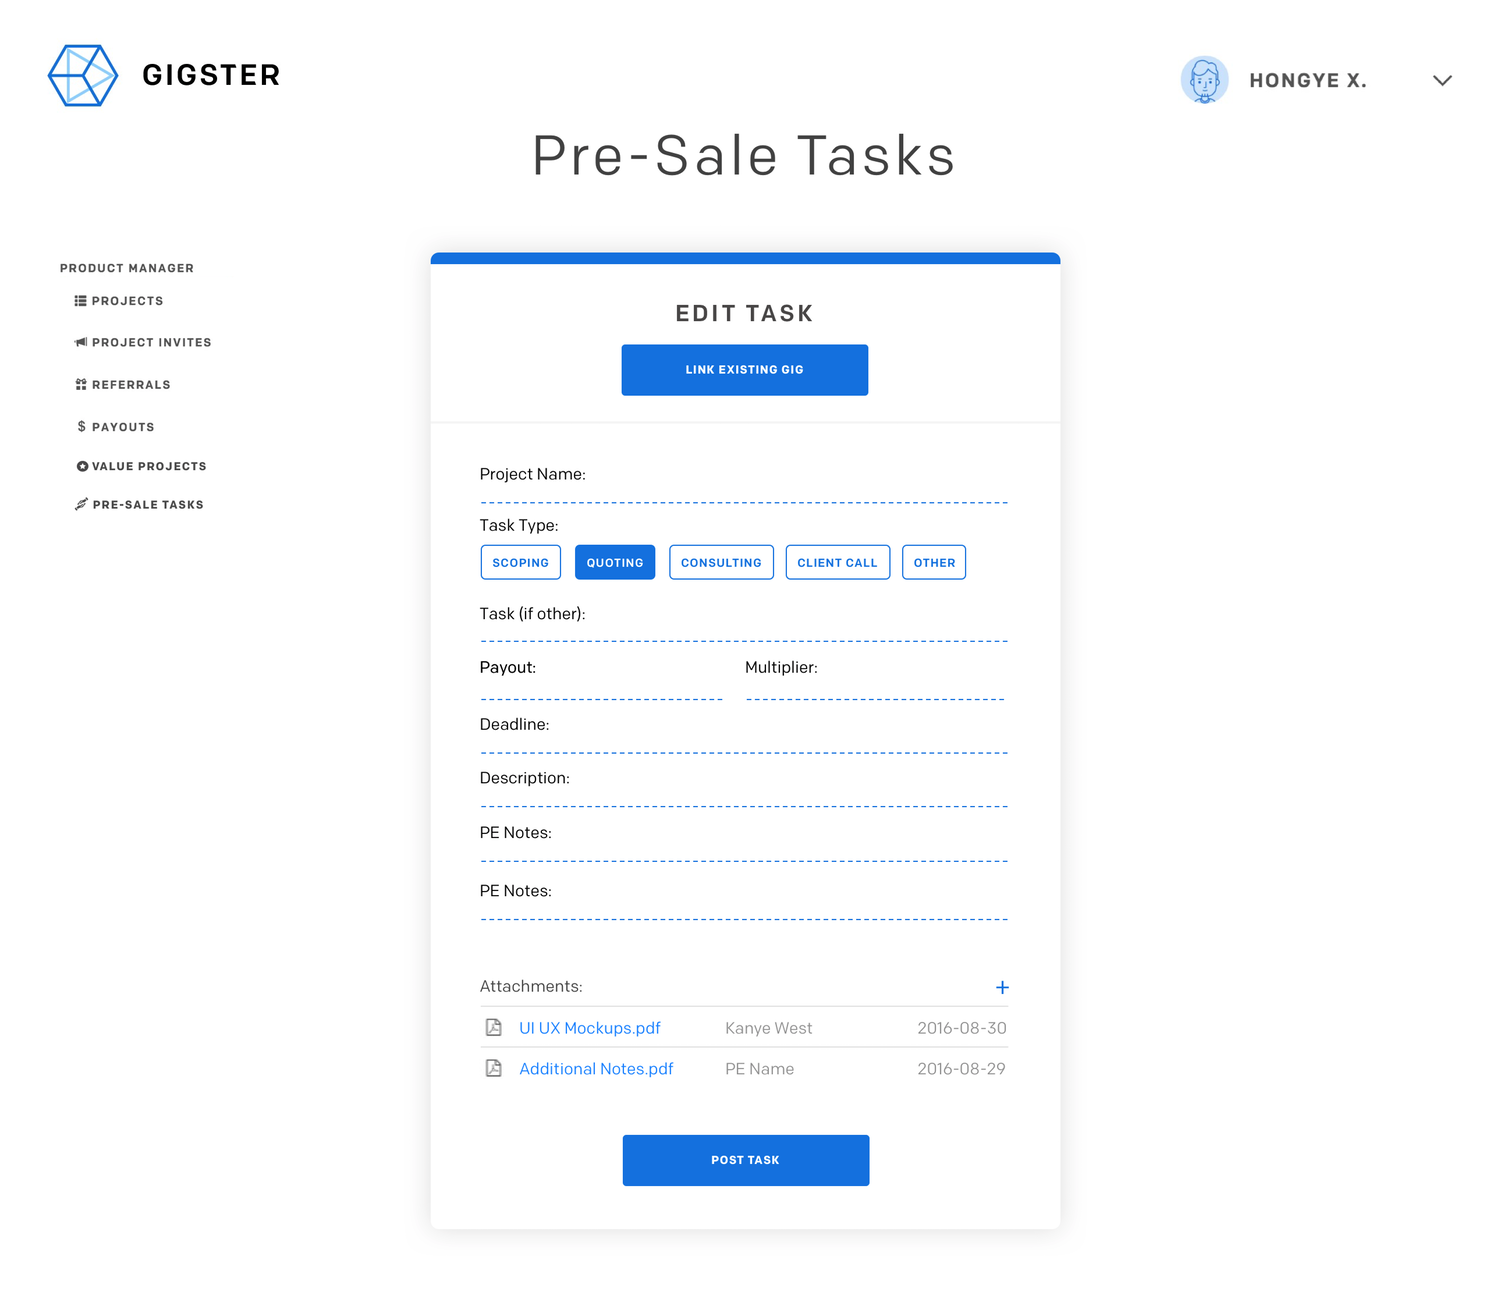 GIGSTER
HONGYE X.
Pre-Sale Tasks
PRODUCT MANAGER
PROJECTS
PROJECT INVITES
REFERRALS
$ PAYOUTS
VALUE PROJECTS
PRE-SALE TASKS
EDIT TASK
LINK EXISTING GIG
Project Name:
Task Type:
SCOPING QUOTING CONSULTING CLIENT CALL OTHER
Task (if other):
Payout: Multiplier:
Deadline:
Description:
PE Notes:
PE Notes:
Attachments: +
UI UX Mockups.pdf Kanye West 2016-08-30
Additional Notes.pdf PE Name 2016-08-29
POST TASK